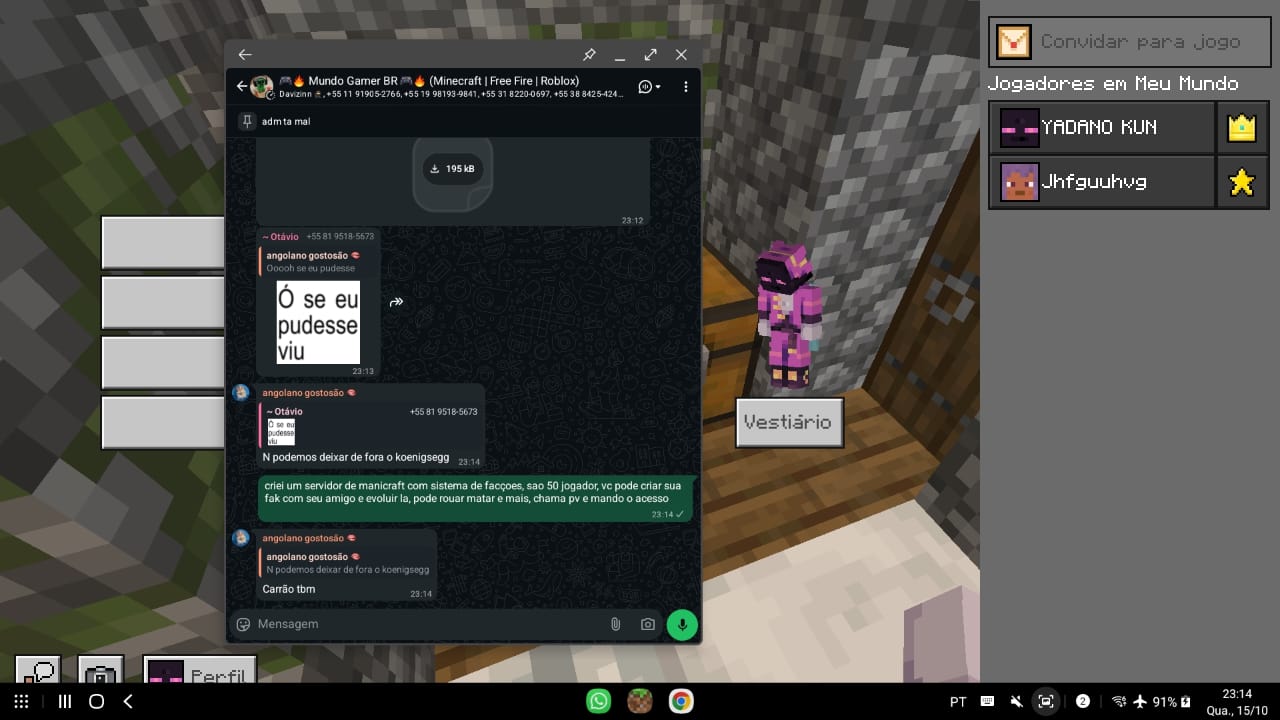 Convidar para jogo
Jogadores em Meu Mundo
YADANO KUN
Jhfguuhvg
🎮🔥 Mundo Gamer BR 🎮🔥 (Minecraft | Free Fire | Roblox)
Davizinn, +55 11 91905-2766, +55 19 98193-9841, +55 31 8220-0697, +55 38 8425-424...
adm ta mal
195 kB
23:12
~ Otávio +55 81 9518-5673
angolano gostosão
Ooooh se eu pudesse
Ó se eu
pudesse
viu
23:13
angolano gostosão
~ Otávio +55 81 9518-5673
Ó se eu
pudesse
viu
N podemos deixar de fora o koenigsegg 23:14
criei um servidor de manicraft com sistema de facçoes, sao 50 jogador, vc pode criar sua
fak com seu amigo e evoluir la, pode rouar matar e mais, chama pv e mando o acesso
23:14
angolano gostosão
angolano gostosão
N podemos deixar de fora o koenigsegg
Carrão tbm
23:14
Mensagem
Vestiário
Perfil
PT
2
91%
23:14
Qua., 15/10